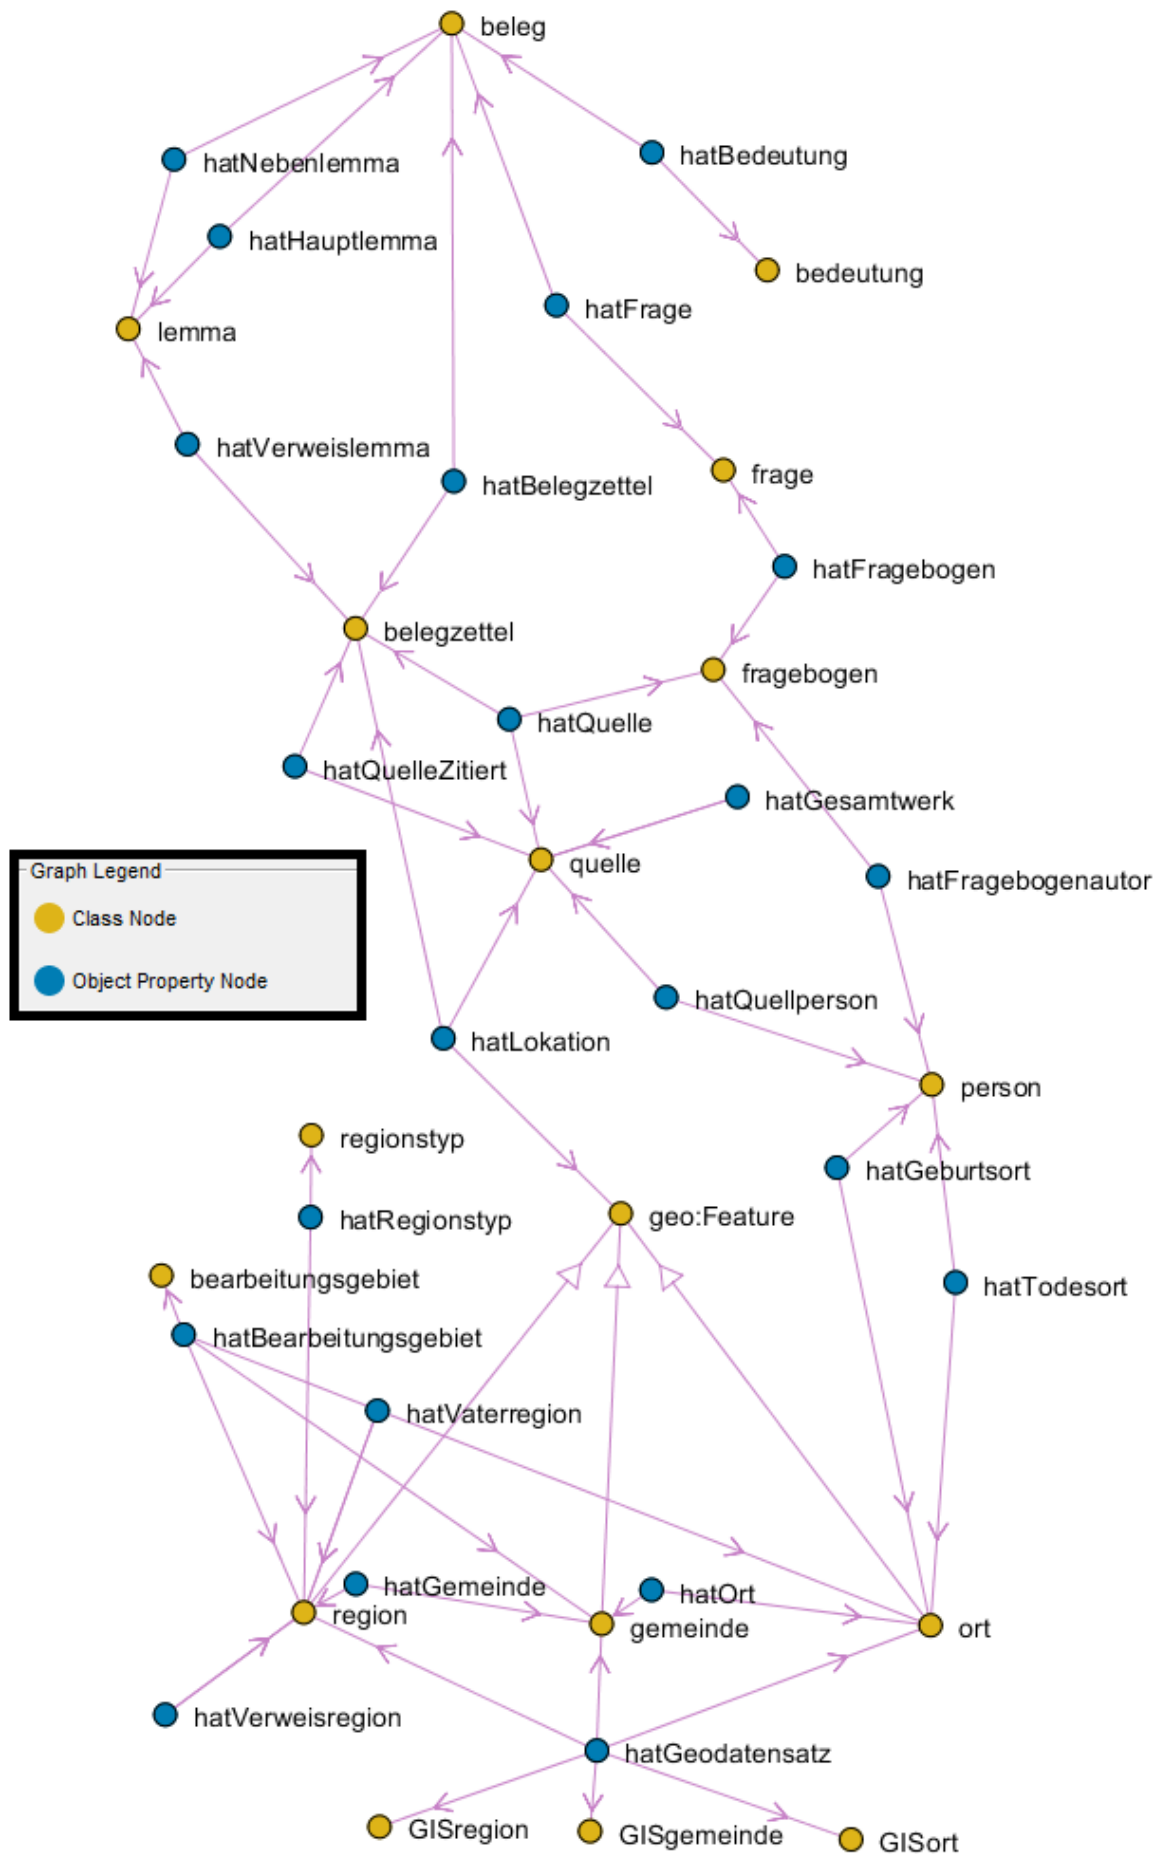 beleg
hatNebenlemma
hatBedeutung
hatHauptlemma
bedeutung
hatFrage
lemma
hatVerweislemma
frage
hatBelegzettel
hatFragebogen
belegzettel
fragebogen
hatQuelle
hatQuelleZitiert
hatGesamtwerk
quelle
hatFragebogenautor
Graph Legend
Class Node
Object Property Node
hatQuellperson
hatLokation
person
regionstyp
hatGeburtsort
hatRegionstyp
geo:Feature
bearbeitungsgebiet
hatTodesort
hatBearbeitungsgebiet
hatVaterregion
hatGemeinde
hatOrt
region
gemeinde
ort
hatVerweisregion
hatGeodatensatz
GISregion
GISgemeinde
GISort